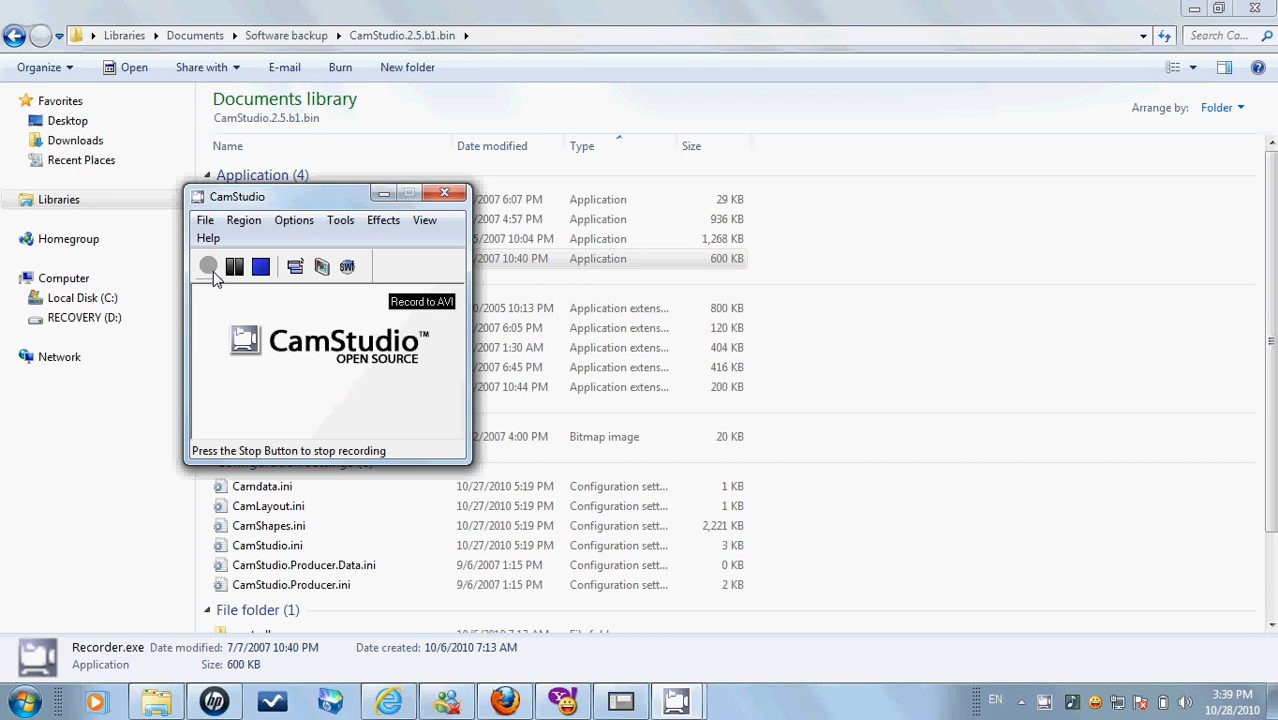 Libraries Documents Software backup CamStudio.2.5.b1.bin Search Ca...
Organize Open Share with E-mail Burn New folder
Favorites
Desktop
Downloads
Recent Places
Libraries
Homegroup
Computer
Local Disk (C:)
RECOVERY (D:)
Network
Documents library
CamStudio.2.5.b1.bin
Arrange by: Folder
Name Date modified Type Size
Application (4)
/2007 6:07 PM Application 29 KB
/2007 4:57 PM Application 936 KB
/2007 10:04 PM Application 1,268 KB
/2007 10:40 PM Application 600 KB
0/2005 10:13 PM Application extens... 800 KB
/2007 6:05 PM Application extens... 120 KB
/2007 1:30 AM Application extens... 404 KB
/2007 6:45 PM Application extens... 416 KB
/2007 10:44 PM Application extens... 200 KB
/2007 4:00 PM Bitmap image 20 KB
Camdata.ini 10/27/2010 5:19 PM Configuration sett... 1 KB
CamLayout.ini 10/27/2010 5:19 PM Configuration sett... 1 KB
CamShapes.ini 10/27/2010 5:19 PM Configuration sett... 2,221 KB
CamStudio.ini 10/27/2010 5:19 PM Configuration sett... 3 KB
CamStudio.Producer.Data.ini 9/6/2007 1:15 PM Configuration sett... 0 KB
CamStudio.Producer.ini 9/6/2007 1:15 PM Configuration sett... 2 KB
File folder (1)
CamStudio
File Region Options Tools Effects View
Help
SWF
Record to AVI
CamStudio™
OPEN SOURCE
Press the Stop Button to stop recording
Recorder.exe Date modified: 7/7/2007 10:40 PM Date created: 10/6/2010 7:13 AM
Application Size: 600 KB
hp
EN
3:39 PM
10/28/2010